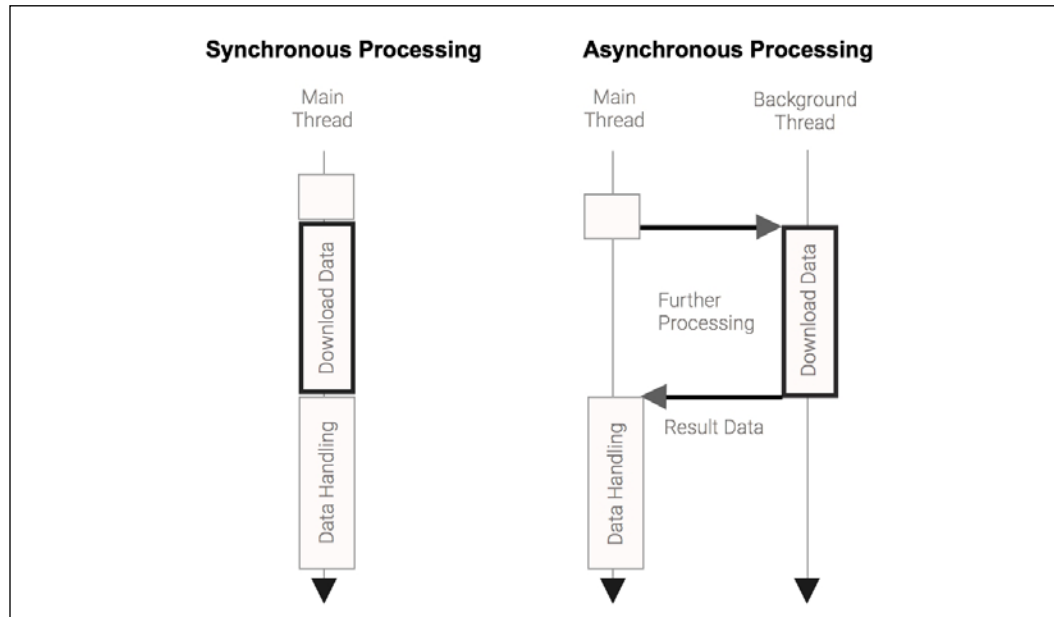 Synchronous Processing
Main
Thread
Download Data
Data Handling
Asynchronous Processing
Main
Thread
Background
Thread
Further
Processing
Download Data
Result Data
Data Handling